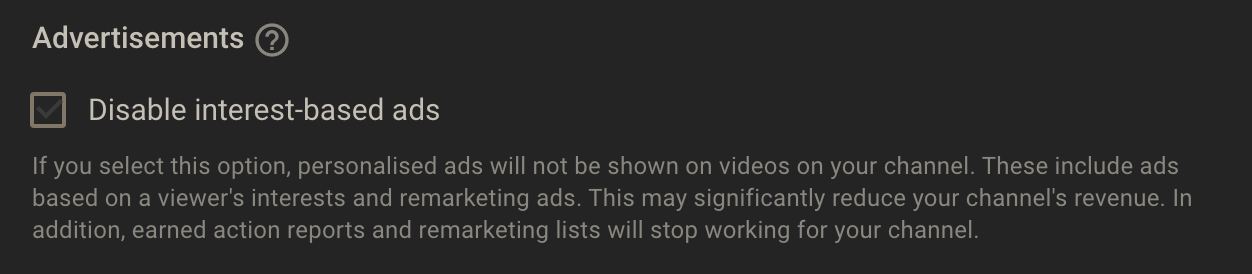 Advertisements ?
Disable interest-based ads
If you select this option, personalised ads will not be shown on videos on your channel. These include ads
based on a viewer's interests and remarketing ads. This may significantly reduce your channel's revenue. In
addition, earned action reports and remarketing lists will stop working for your channel.